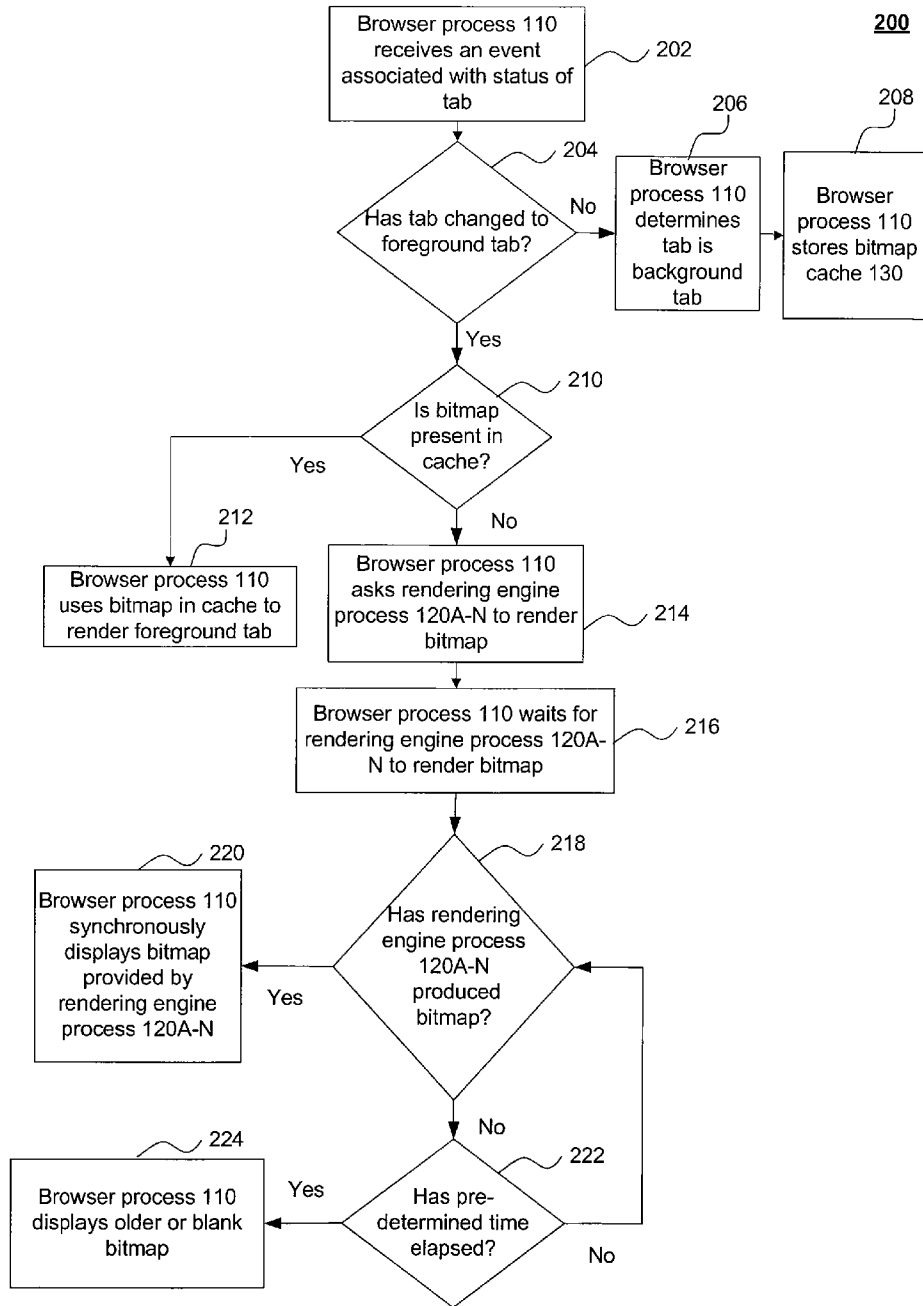 200
Browser process 110
receives an event
associated with status of
tab
202
204
Has tab changed to
foreground tab?
No
206
Browser
process 110
determines
tab is
background
tab
208
Browser
process 110
stores bitmap
cache 130
Yes
210
Is bitmap
present in
cache?
Yes
212
Browser process 110
uses bitmap in cache to
render foreground tab
No
Browser process 110
asks rendering engine
process 120A-N to render
bitmap
214
Browser process 110 waits for
rendering engine process 120A-
N to render bitmap
216
218
Has rendering
engine process
120A-N
produced
bitmap?
220
Browser process 110
synchronously
displays bitmap
provided by
rendering engine
process 120A-N
Yes
No
222
Has pre-
determined time
elapsed?
No
Yes
224
Browser process 110
displays older or blank
bitmap